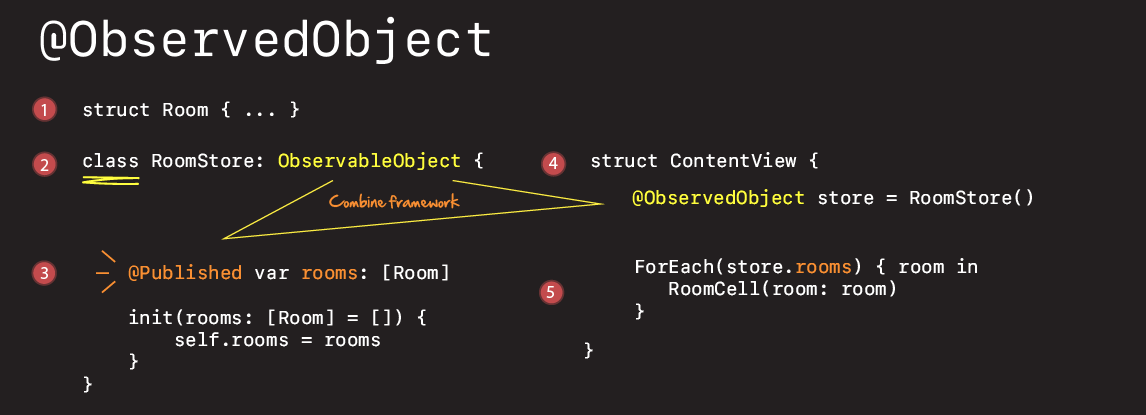 @ObservedObject
1 struct Room { ... }
2 class RoomStore: ObservableObject {
Combine framework
3 @Published var rooms: [Room]
init(rooms: [Room] = []) {
self.rooms = rooms
}
}
4 struct ContentView {
@ObservedObject store = RoomStore()
5
ForEach(store.rooms) { room in
RoomCell(room: room)
}
}